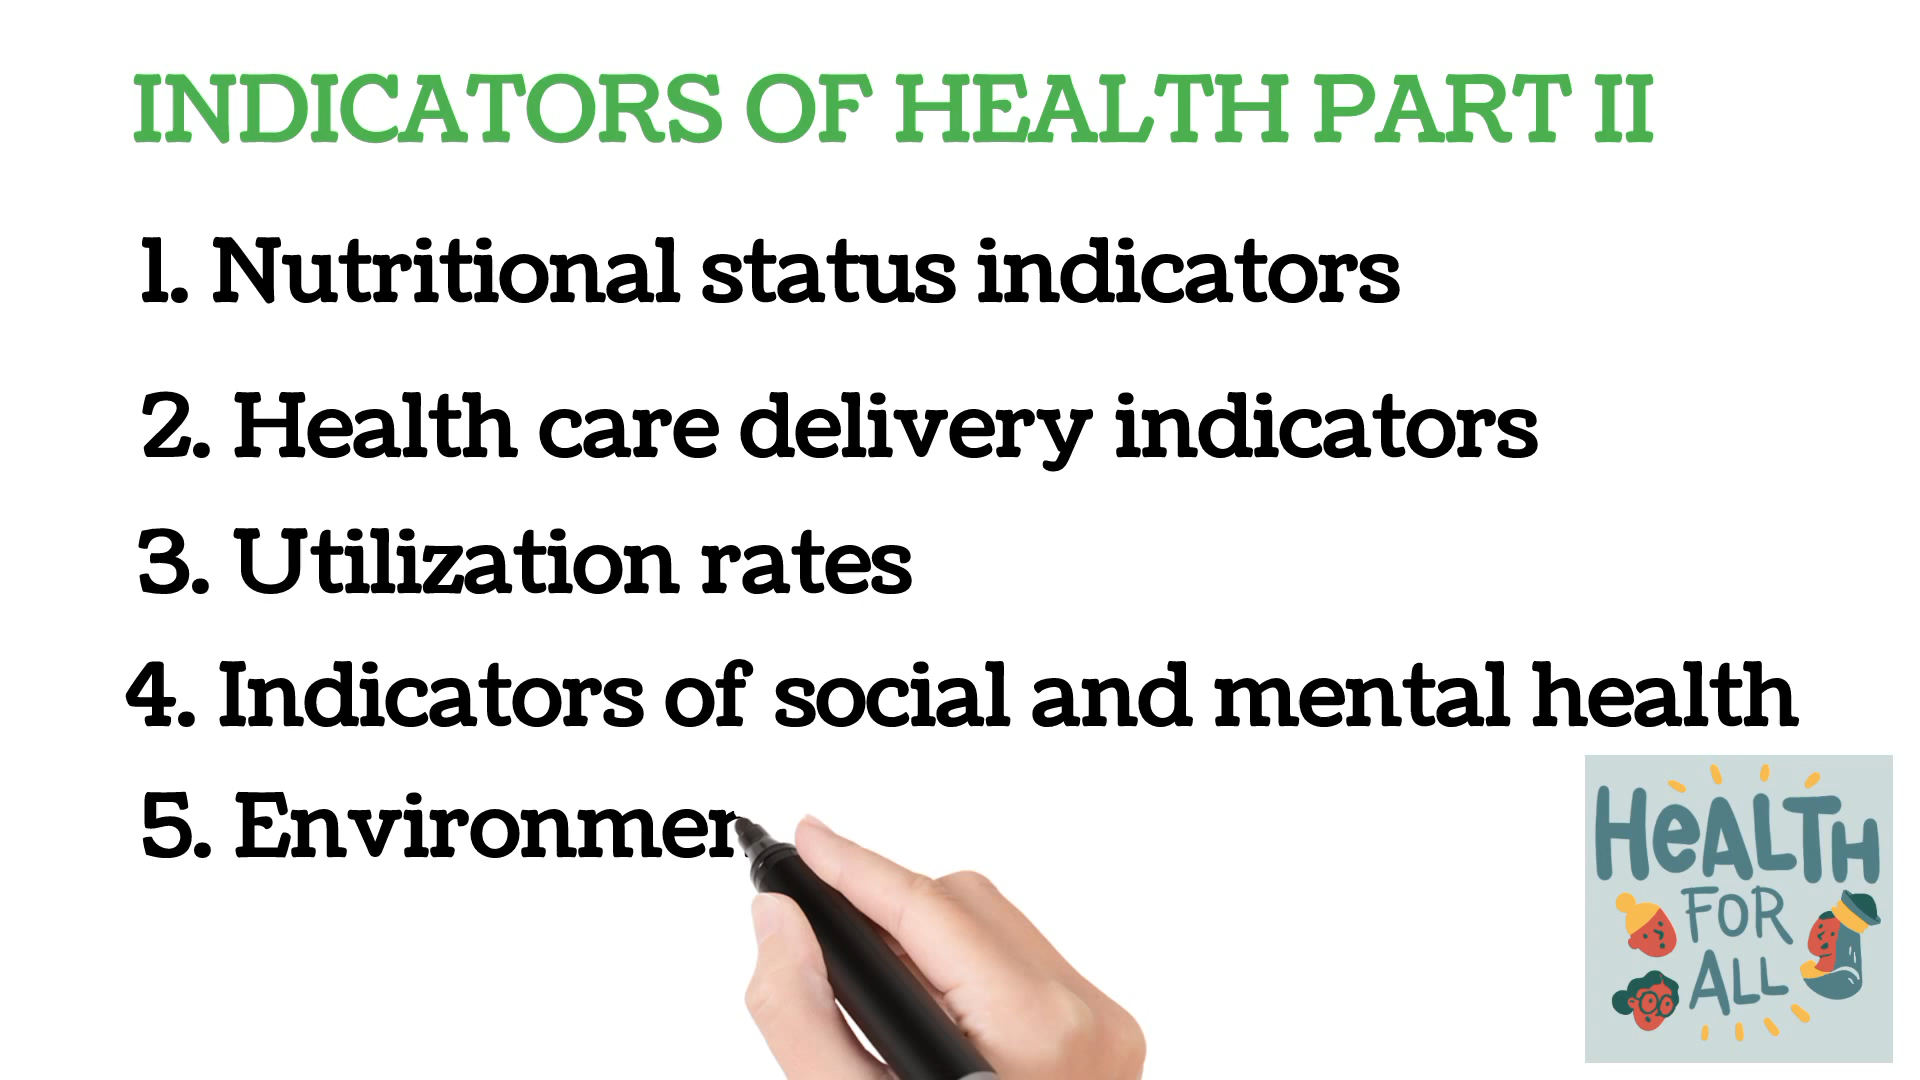 INDICATORS OF HEALTH PART II
1. Nutritional status indicators
2. Health care delivery indicators
3. Utilization rates
4. Indicators of social and mental health
5. Environmen
HeALTH
FOR
ALL